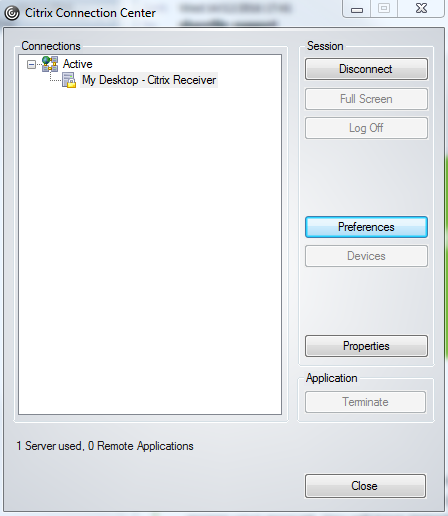 Citrix Connection Center
Connections
Active
My Desktop - Citrix Receiver
Session
Disconnect
Full Screen
Log Off
Preferences
Devices
Properties
Application
Terminate
1 Server used, 0 Remote Applications
Close